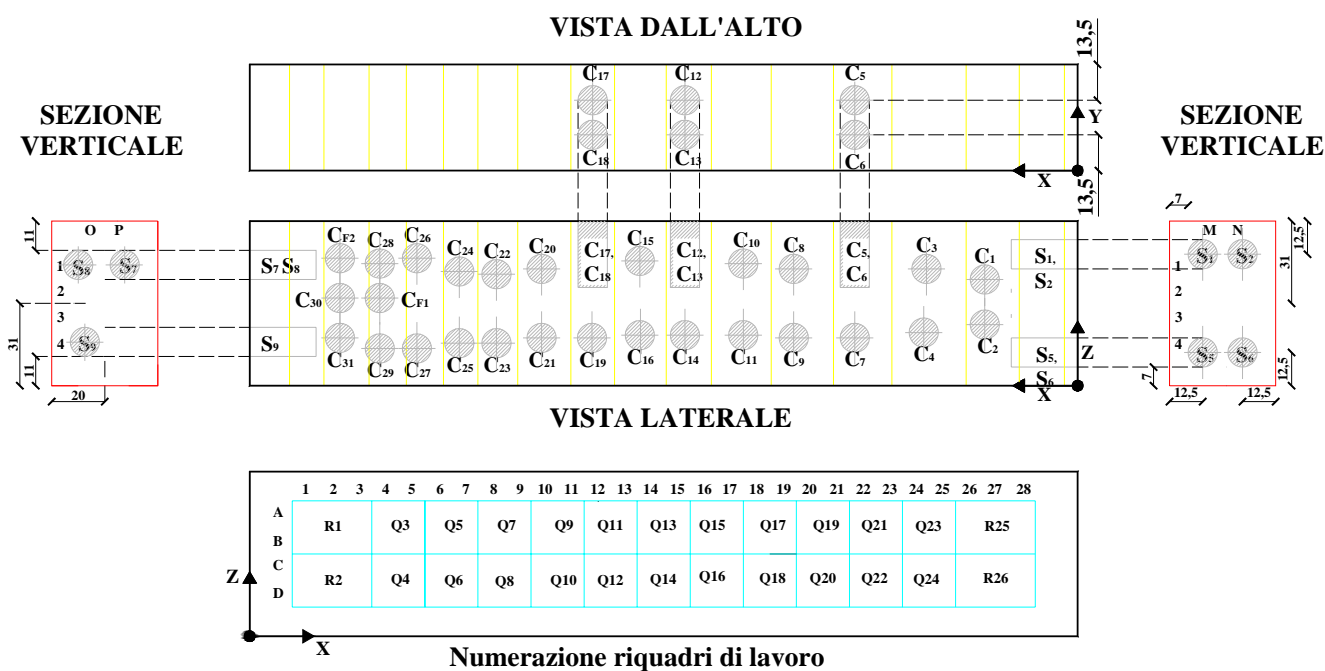 VISTA DALL'ALTO
13,5
C17 C12 C5
Y
C18 C13 C6
X
13,5
SEZIONE
VERTICALE
SEZIONE
VERTICALE
11
O P
S8 S7
1
2
3
4
S9
31
11
20
CF2 C28 C26 C24 C22 C20 C17, C18 C15 C12, C13 C10 C8 C5, C6 C3 C1
S7 S8
S1,
S2
C30 CF1
S9
C31 C29 C27 C25 C23 C21 C19 C16 C14 C11 C9 C7 C4 C2
S5,
S6
Z
X
7
M N
S1 S2
1
2
3
4
S5 S6
12,5
31
7
12,5
12,5
12,5
VISTA LATERALE
1 2 3 4 5 6 7 8 9 10 11 12 13 14 15 16 17 18 19 20 21 22 23 24 25 26 27 28
A
R1 Q3 Q5 Q7 Q9 Q11 Q13 Q15 Q17 Q19 Q21 Q23 R25
B
C
R2 Q4 Q6 Q8 Q10 Q12 Q14 Q16 Q18 Q20 Q22 Q24 R26
D
Z
X
Numerazione riquadri di lavoro